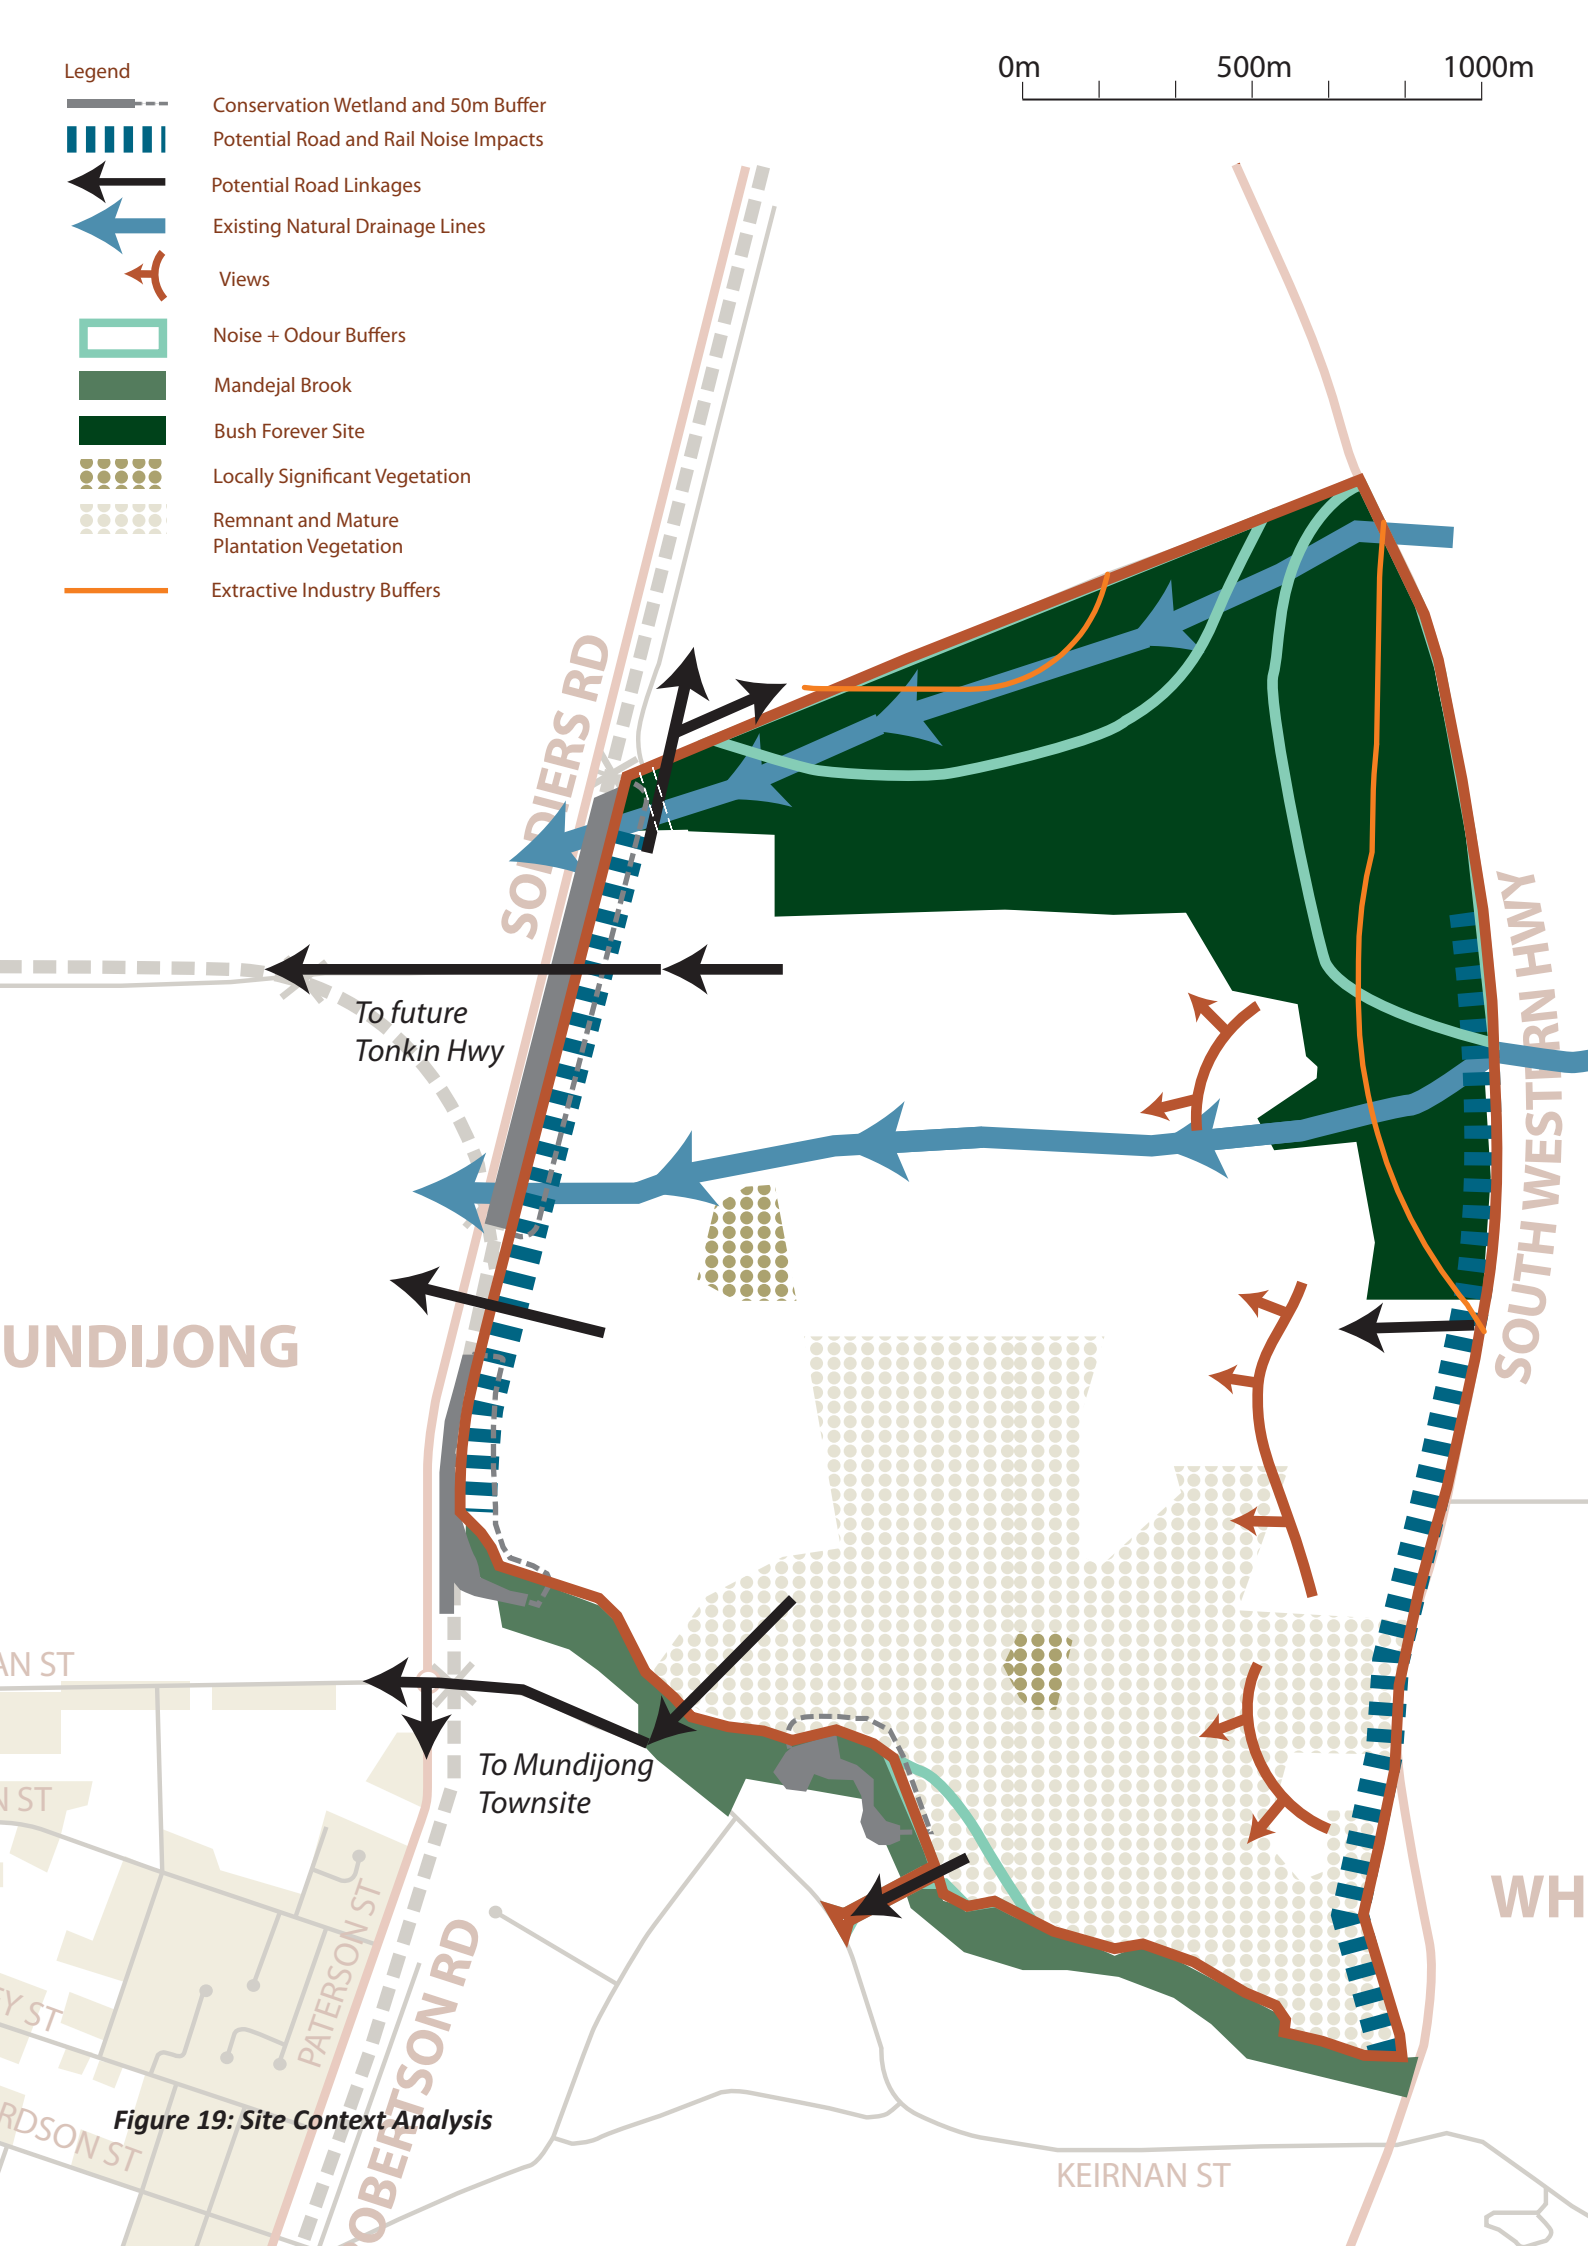 Legend
Conservation Wetland and 50m Buffer
Potential Road and Rail Noise Impacts
Potential Road Linkages
Existing Natural Drainage Lines
Views
Noise + Odour Buffers
Mandejal Brook
Bush Forever Site
Locally Significant Vegetation
Remnant and Mature
Plantation Vegetation
Extractive Industry Buffers
0m 500m 1000m
SOLDIERS RD
SOUTH WESTERN HWY
To future
Tonkin Hwy
UNDIJONG
AN ST
To Mundijong
Townsite
N ST
PATERSON ST
OBERTSON RD
WH
Y ST
RDSON ST
Figure 19: Site Context Analysis
KEIRNAN ST